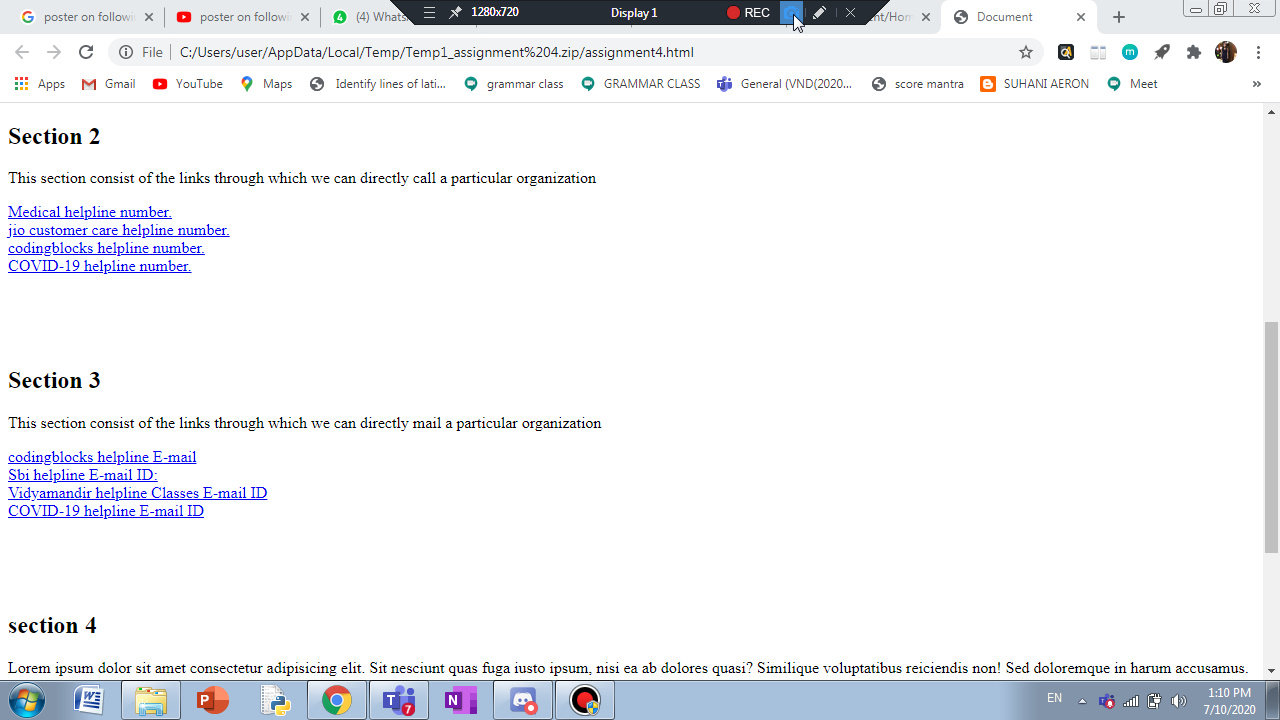 poster on followin
poster on followin
(4) Whats
1280x720
Display 1
REC
ent/Hom
Document
File
C:/Users/user/AppData/Local/Temp/Temp1_assignment%204.zip/assignment4.html
Apps
Gmail
YouTube
Maps
Identify lines of lati...
grammar class
GRAMMAR CLASS
General (VND(2020...
score mantra
SUHANI AERON
Meet
»
Section 2
This section consist of the links through which we can directly call a particular organization
Medical helpline number.
jio customer care helpline number.
codingblocks helpline number.
COVID-19 helpline number.
Section 3
This section consist of the links through which we can directly mail a particular organization
codingblocks helpline E-mail
Sbi helpline E-mail ID:
Vidyamandir helpline Classes E-mail ID
COVID-19 helpline E-mail ID
section 4
Lorem ipsum dolor sit amet consectetur adipisicing elit. Sit nesciunt quas fuga iusto ipsum, nisi ea ab dolores quasi? Similique voluptatibus reiciendis non! Sed doloremque in harum accusamus.
EN
1:10 PM
7/10/2020